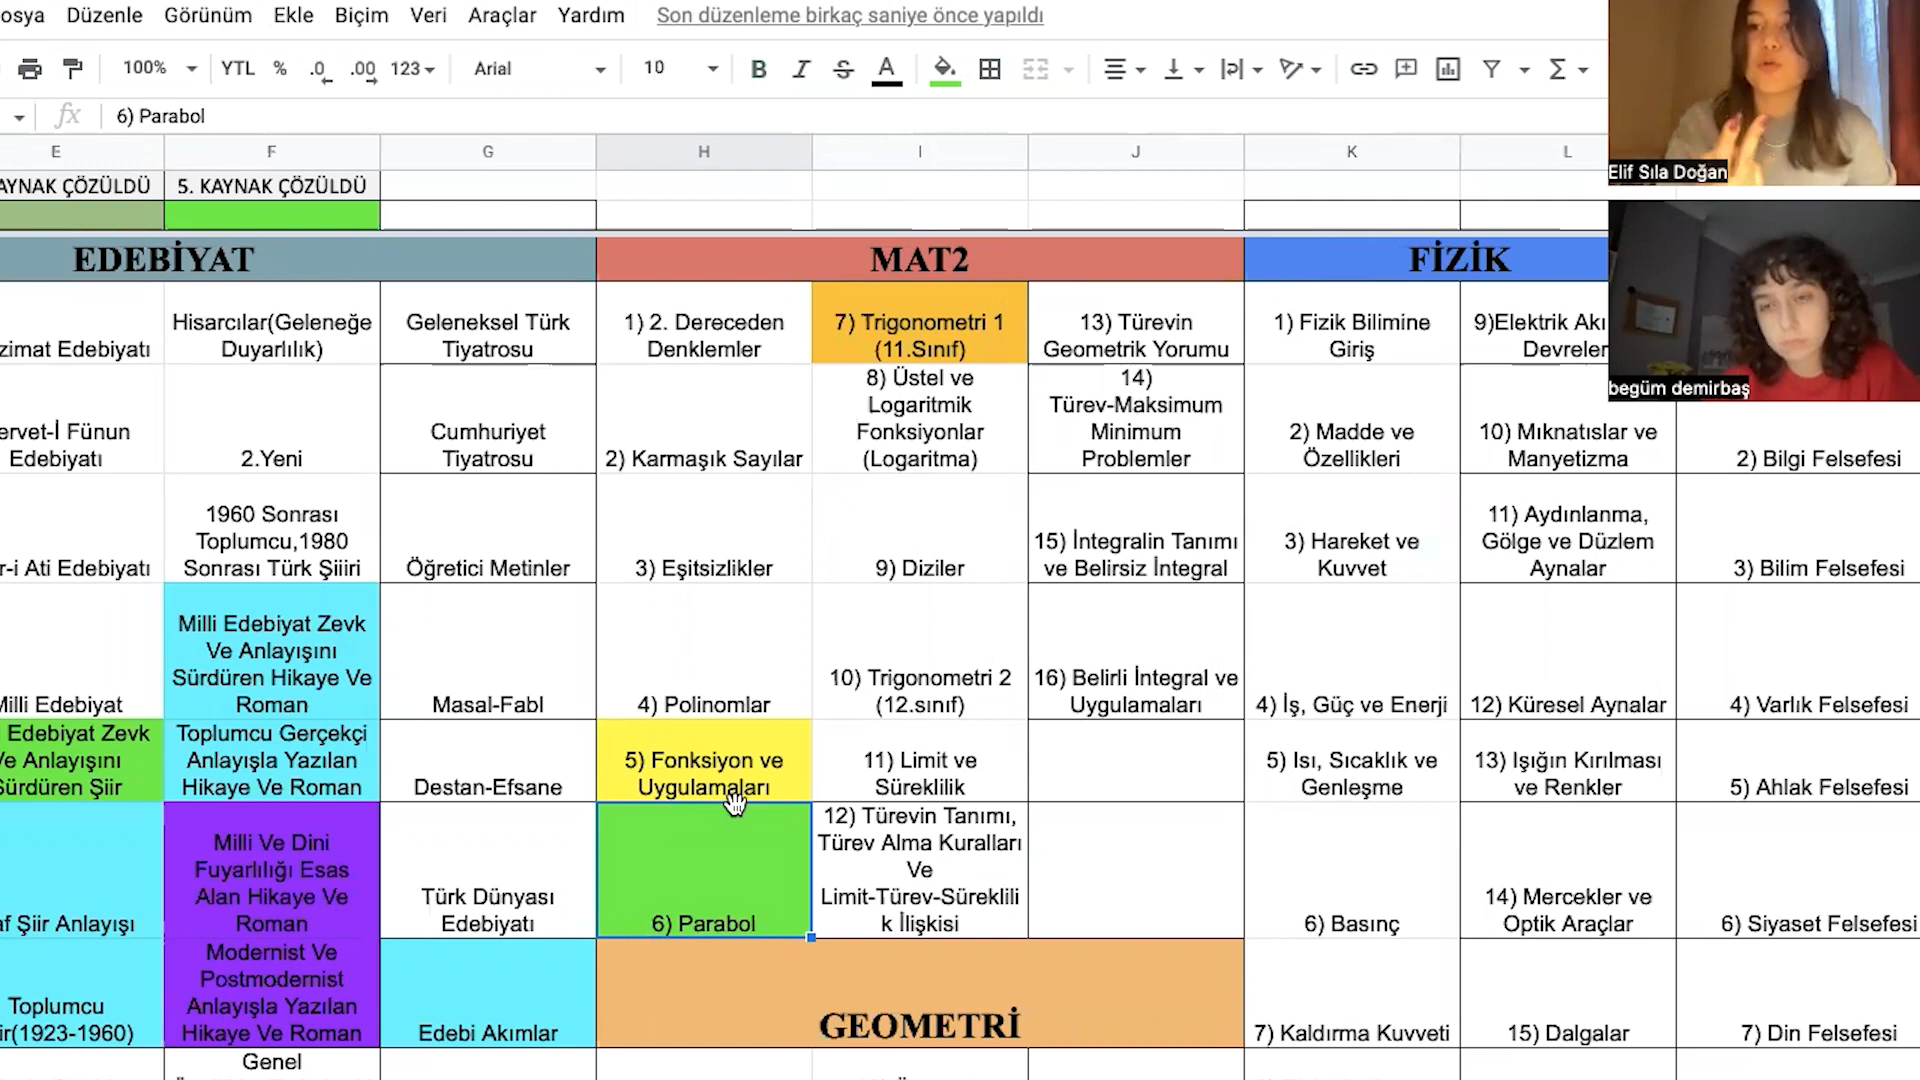 osya Düzenle Görünüm Ekle Biçim Veri Araçlar Yardım Son düzenleme birkaç saniye önce yapıldı
100% YTL % .0 .00 123 Arial 10 B I S A Σ
fx 6) Parabol
E F G H I J K L
AYNAK ÇÖZÜLDÜ 5. KAYNAK ÇÖZÜLDÜ
EDEBİYAT MAT2 FİZİK
zimat Edebiyatı
Hisarcılar(Geleneğe
Duyarlılık)
Geleneksel Türk
Tiyatrosu
1) 2. Dereceden
Denklemler
7) Trigonometri 1
(11.Sınıf)
13) Türevin
Geometrik Yorumu
1) Fizik Bilimine
Giriş
9)Elektrik Akı
Devreler
ervet-İ Fünun
Edebiyatı
2.Yeni
Cumhuriyet
Tiyatrosu
2) Karmaşık Sayılar
8) Üstel ve
Logaritmik
Fonksiyonlar
(Logaritma)
14)
Türev-Maksimum
Minimum
Problemler
2) Madde ve
Özellikleri
10) Mıknatıslar ve
Manyetizma
2) Bilgi Felsefesi
r-i Ati Edebiyatı
1960 Sonrası
Toplumcu,1980
Sonrası Türk Şiiiri
Öğretici Metinler
3) Eşitsizlikler
9) Diziler
15) İntegralin Tanımı
ve Belirsiz İntegral
3) Hareket ve
Kuvvet
11) Aydınlanma,
Gölge ve Düzlem
Aynalar
3) Bilim Felsefesi
Milli Edebiyat
Milli Edebiyat Zevk
Ve Anlayışını
Sürdüren Hikaye Ve
Roman
Masal-Fabl
4) Polinomlar
10) Trigonometri 2
(12.sınıf)
16) Belirli İntegral ve
Uygulamaları
4) İş, Güç ve Enerji
12) Küresel Aynalar
4) Varlık Felsefesi
Edebiyat Zevk
Ve Anlayışını
Sürdüren Şiir
Toplumcu Gerçekçi
Anlayışla Yazılan
Hikaye Ve Roman
Destan-Efsane
5) Fonksiyon ve
Uygulamaları
11) Limit ve
Süreklilik
5) Isı, Sıcaklık ve
Genleşme
13) Işığın Kırılması
ve Renkler
5) Ahlak Felsefesi
af Şiir Anlayışı
Milli Ve Dini
Fuyarlılığı Esas
Alan Hikaye Ve
Roman
Türk Dünyası
Edebiyatı
6) Parabol
12) Türevin Tanımı,
Türev Alma Kuralları
Ve
Limit-Türev-Sürekli­li
k İlişkisi
6) Basınç
14) Mercekler ve
Optik Araçlar
6) Siyaset Felsefesi
Toplumcu
ir(1923-1960)
Modernist Ve
Postmodernist
Anlayışla Yazılan
Hikaye Ve Roman
Edebi Akımlar
GEOMETRİ
7) Kaldırma Kuvveti
15) Dalgalar
7) Din Felsefesi
Genel
Elif Sıla Doğan
begüm demirbaş